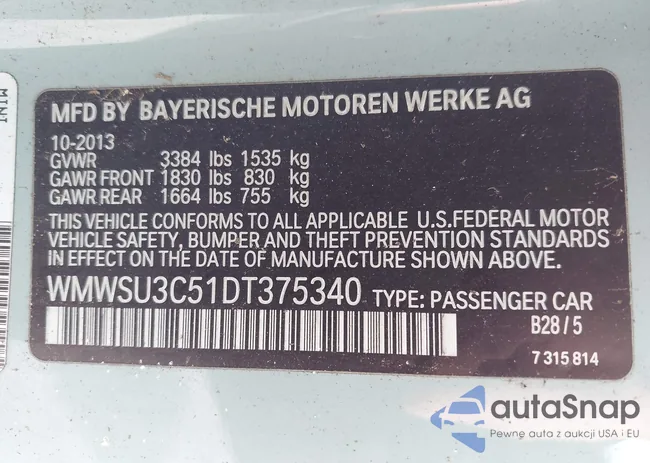 MINI
MFD BY BAYERISCHE MOTOREN WERKE AG
10-2013
GVWR 3384 lbs 1535 kg
GAWR FRONT 1830 lbs 830 kg
GAWR REAR 1664 lbs 755 kg
THIS VEHICLE CONFORMS TO ALL APPLICABLE U.S.FEDERAL MOTOR
VEHICLE SAFETY, BUMPER AND THEFT PREVENTION STANDARDS
IN EFFECT ON THE DATE OF MANUFACTURE SHOWN ABOVE.
WMWSU3C51DT375340 TYPE: PASSENGER CAR
B28 / 5
7 315 814
autaSnap
Pewne auta z aukcji USA i EU